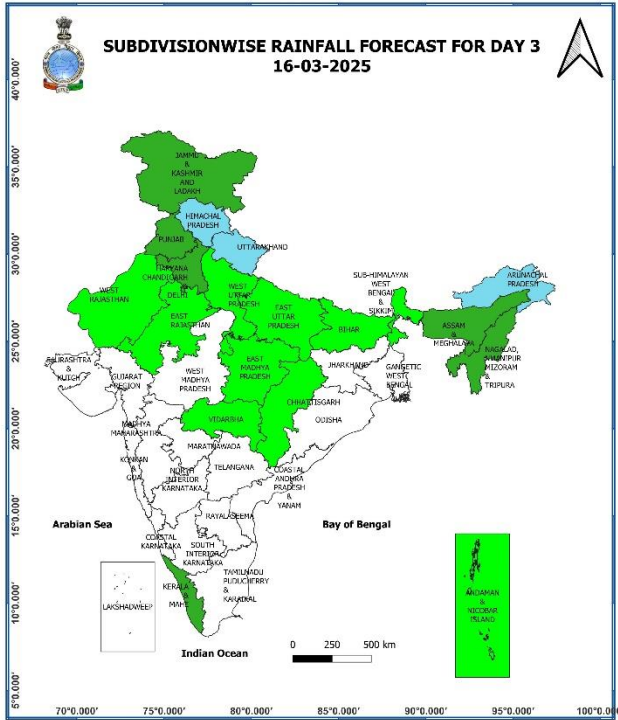 SUBDIVISIONWISE RAINFALL FORECAST FOR DAY 3
16-03-2025
40°0.000'
35°0.000'
30°0.000'
25°0.000'
20°0.000'
15°0.000'
10°0.000'
5°0.000'
JAMMU
&
KASHMIR
AND
LADAKH
HIMACHAL
PRADESH
PUNJAB
UTTARAKHAND
HARYANA
CHANDIGARH
DELHI
WEST
RAJASTHAN
WEST
UTTAR
PRADESH
EAST
RAJASTHAN
EAST
UTTAR
PRADESH
SUB-HIMALAYAN
WEST
BENGAL
&
SIKKIM
ARUNACHAL
PRADESH
BIHAR
ASSAM
&
MEGHALAYA
NAGALAD
MANIPUR
MIZORAM
&
TRIPURA
SAURASHTRA
&
KUTCH
GUJARAT
REGION
WEST
MADHYA
PRADESH
EAST
MADHYA
PRADESH
JHARKHAND
GANGETIC
WEST
BENGAL
CHHATTISGARH
ODISHA
VIDARBHA
MADHYA
MAHARASHTRA
MARATHWADA
KONKAN
&
GOA
NORTH
INTERIOR
KARNATAKA
TELANGANA
COASTAL
ANDHRA
PRADESH
&
YANAM
RAYALASEEMA
Arabian Sea
Bay of Bengal
COASTAL
KARNATAKA
SOUTH
INTERIOR
KARNATAKA
TAMILNADU
PUDUCHERRY
&
KARAIKAL
KERALA
&
MAHE
LAKSHADWEEP
ANDAMAN
&
NICOBAR
ISLAND
Indian Ocean
0 250 500 km
70°0.000' 75°0.000' 80°0.000' 85°0.000' 90°0.000' 95°0.000' 100°0.000